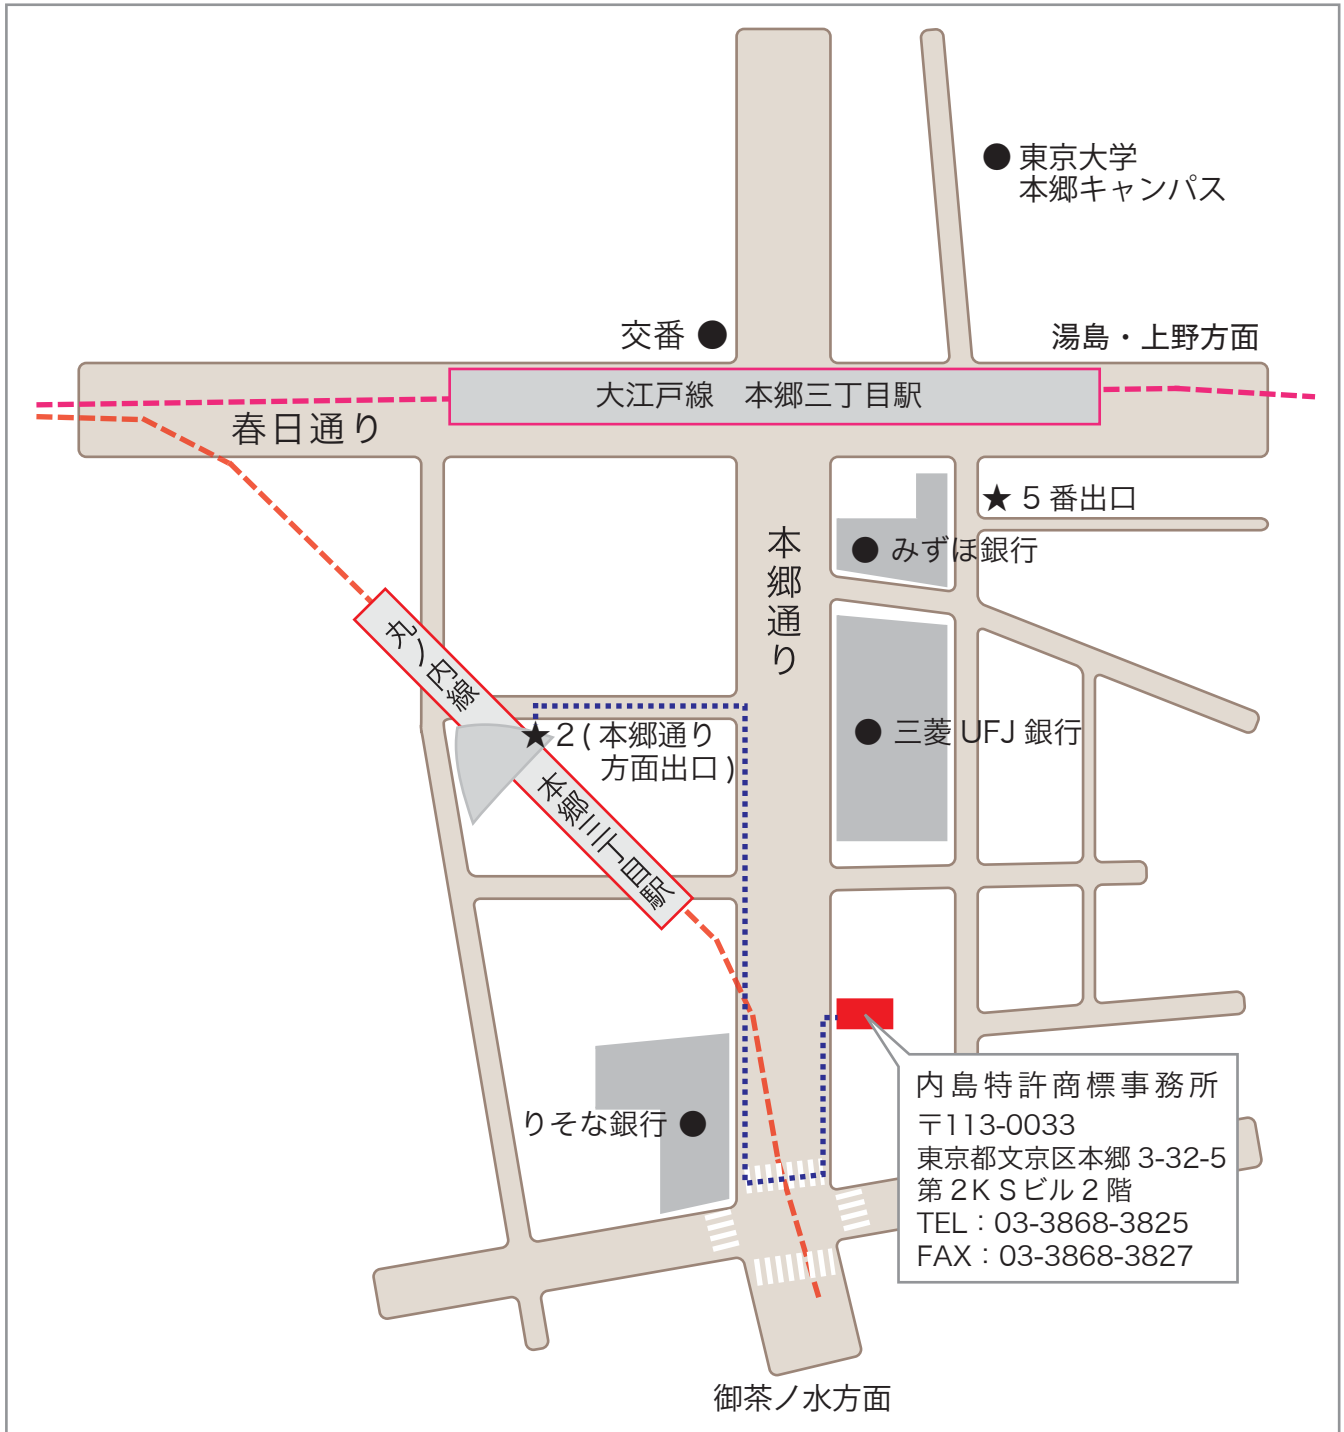 東京大学
本郷キャンパス
交番
湯島・上野方面
大江戸線　本郷三丁目駅
春日通り
★ 5 番出口
本郷通り
みずほ銀行
丸ノ内線
★ 2 ( 本郷通り
方面出口 )
三菱 UFJ 銀行
本郷三丁目駅
りそな銀行
内島特許商標事務所
〒113-0033
東京都文京区本郷 3-32-5
第 2 K S ビル 2 階
TEL：03-3868-3825
FAX：03-3868-3827
御茶ノ水方面